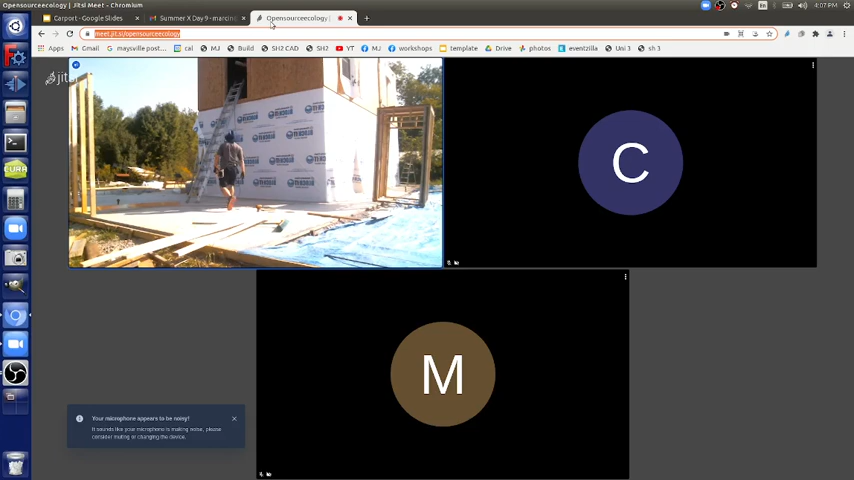 Opensourceecology | Jitsi Meet - Chromium
En
4:07 PM
Carport - Google Slides
Summer X Day 9 - marcin@
Opensourceecology |
meet.jit.si/opensourceecology
Apps
Gmail
maysville post...
MJ
Build
SH2 CAD
SH2
YT
MJ
workshops
template
Drive
photos
eventzilla
Uni 3
sh 3
jitsi
C
M
CURA
Your microphone appears to be noisy!
It sounds like your microphone is making noise, please
consider muting or changing the device.